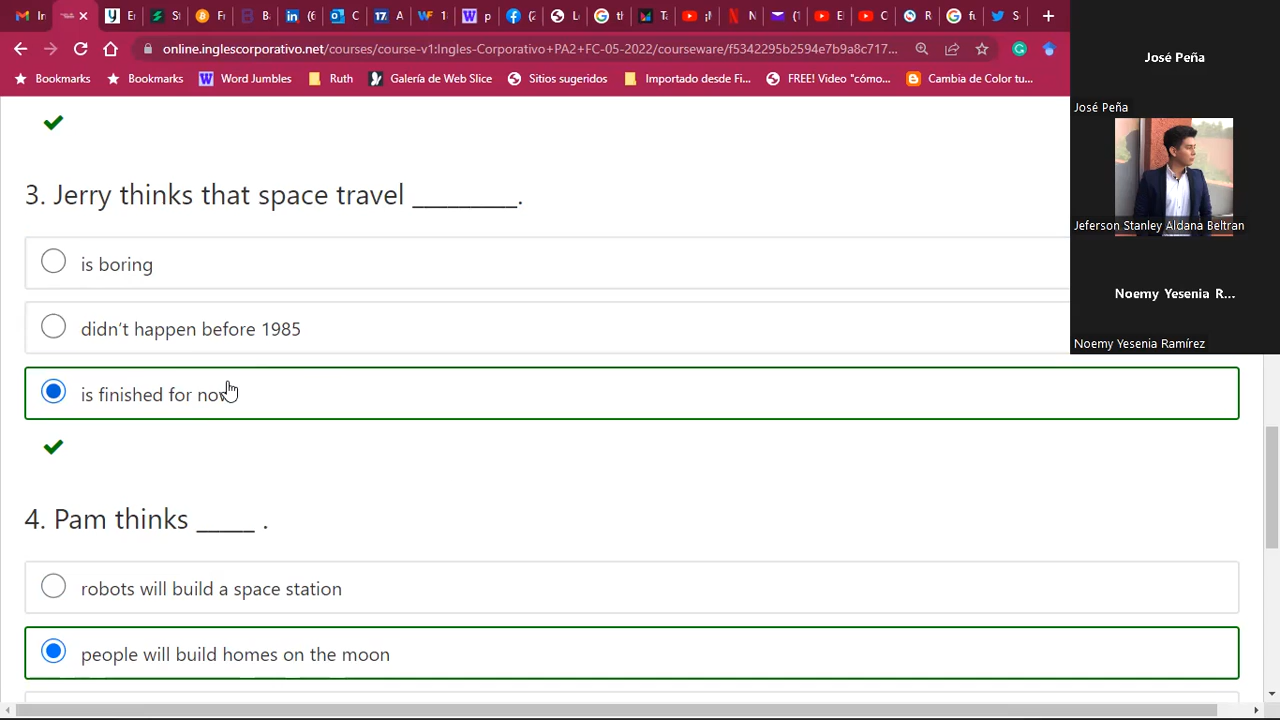 In
online.inglescorporativo.net/courses/course-v1:Ingles-Corporativo+PA2+FC-05-2022/courseware/f5342295b2594e7b9a8c717...
Bookmarks
Bookmarks
Word Jumbles
Ruth
Galería de Web Slice
Sitios sugeridos
Importado desde Fi...
FREE! Video "cómo...
Cambia de Color tu...
José Peña
José Peña
Jeferson Stanley Aldana Beltran
Noemy Yesenia R...
Noemy Yesenia Ramírez
3. Jerry thinks that space travel _________.
is boring
didn't happen before 1985
is finished for now
4. Pam thinks _____ .
robots will build a space station
people will build homes on the moon